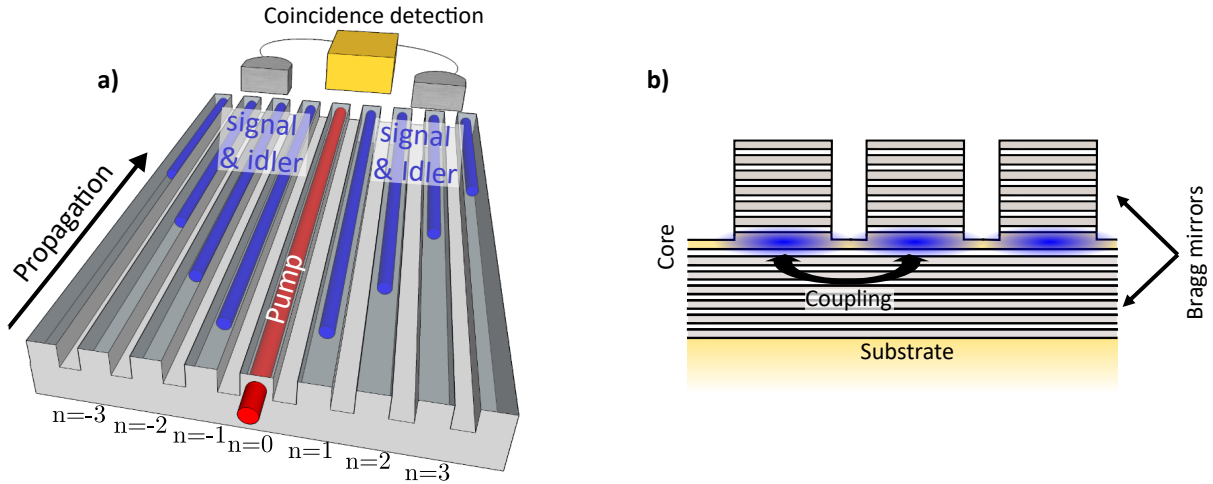 Coincidence detection
a)
signal
& idler
signal
& Idler
Propagation
Pump
n=-3
n=-2
n=-1
n=0
n=1
n=2
n=3
b)
Core
Coupling
Substrate
Bragg mirrors